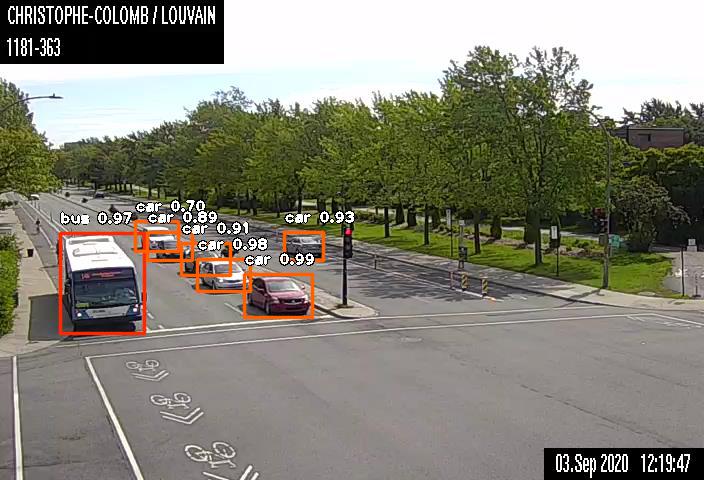 CHRISTOPHE-COLOMB / LOUVAIN
1181-363
car 0.70
bus 0.97
car 0.89
car 0.93
car 0.91
car 0.98
car 0.99
03.Sep 2020 12:19:47